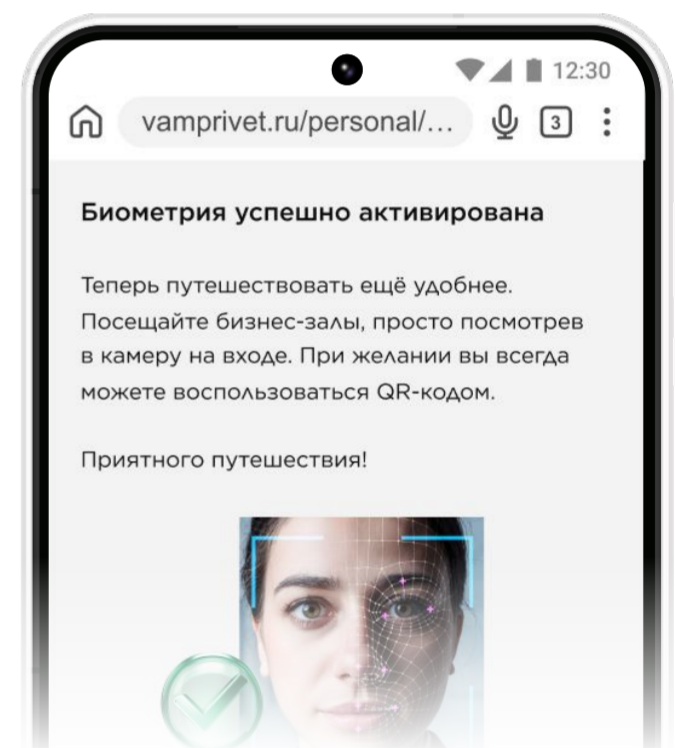 12:30
vamprivet.ru/personal/...
3
Биометрия успешно активирована
Теперь путешествовать ещё удобнее.
Посещайте бизнес-залы, просто посмотрев
в камеру на входе. При желании вы всегда
можете воспользоваться QR-кодом.
Приятного путешествия!